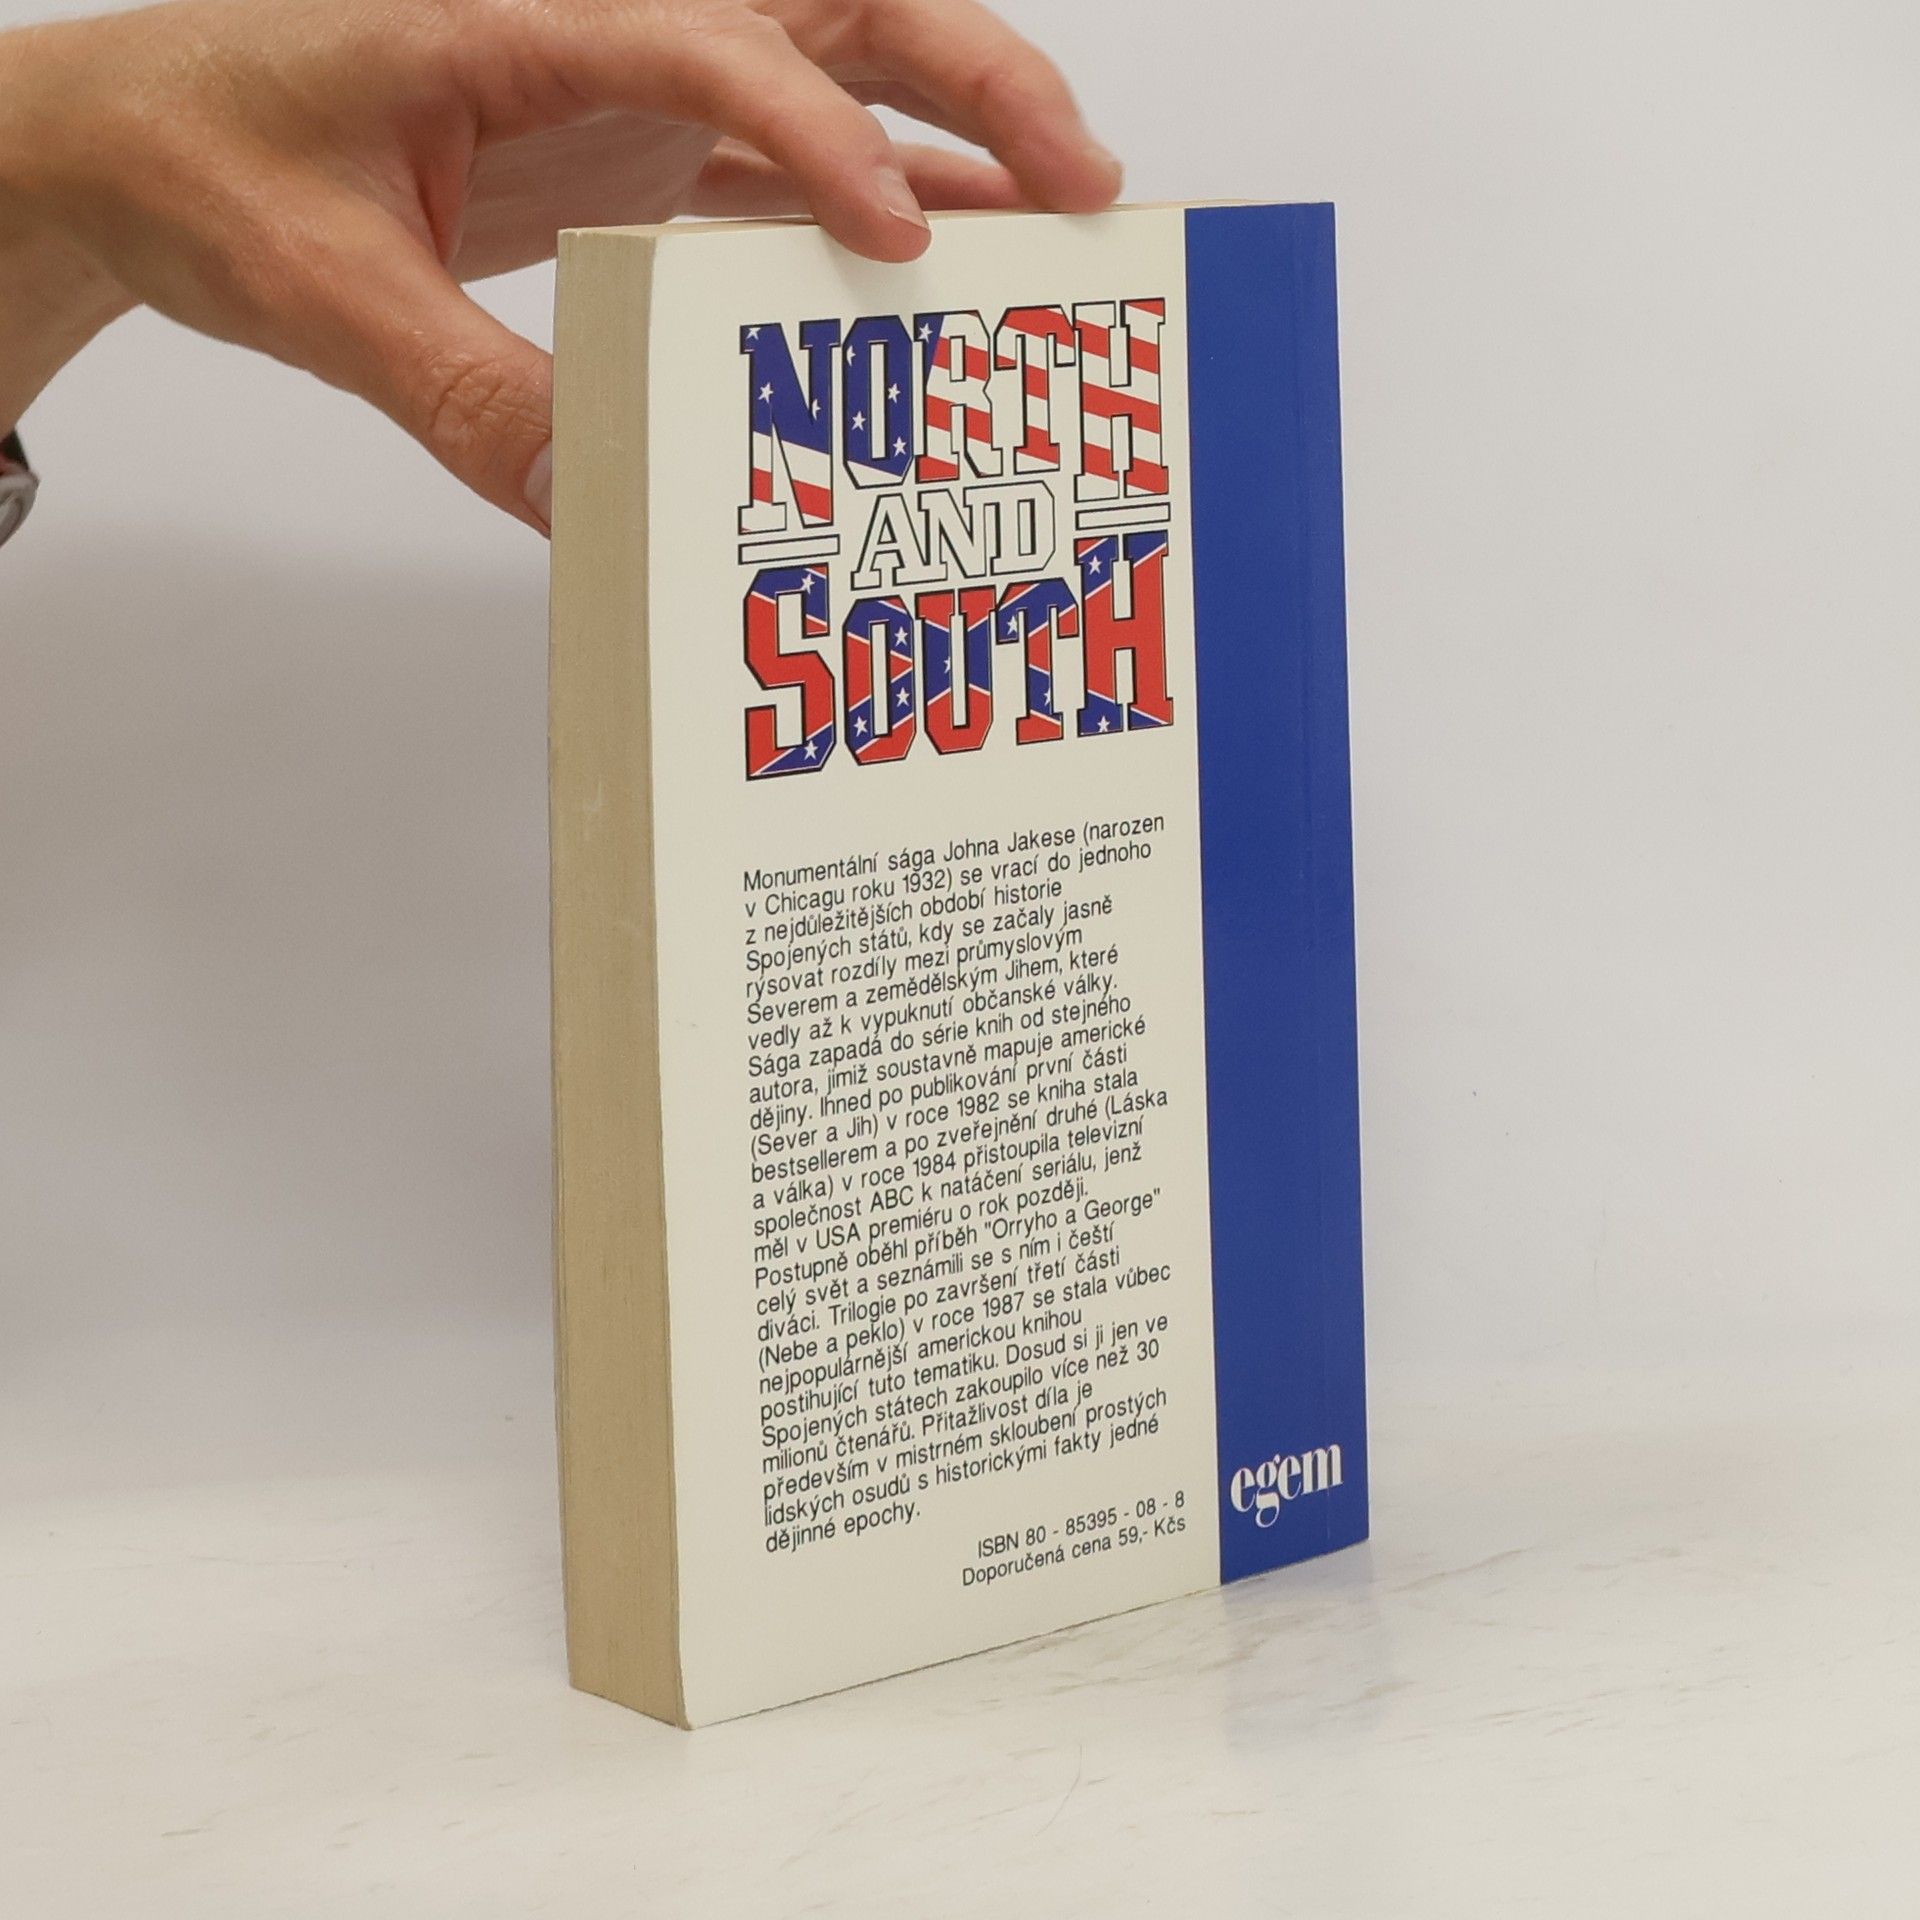 NORTH
AND
SOUTH
Monumentální sága Johna Jakese (narozen
v Chicagu roku 1932) se vrací do jednoho
z nejdůležitějších období historie
Spojených států, kdy se začaly jasně
rýsovat rozdíly mezi průmyslovým
Severem a zemědělským Jihem, které
vedly až k vypuknutí občanské války.
Sága zapadá do série knih od stejného
autora, jimiž soustavně mapuje americké
dějiny. Ihned po publikování první části
(Sever a Jih) v roce 1982 se kniha stala
bestsellerem a po zveřejnění druhé (Láska
a válka) v roce 1984 přistoupila televizní
společnost ABC k natáčení seriálu, jenž
měl v USA premiéru o rok později.
Postupně oběhl příběh "Orryho a George"
celý svět a seznámili se s ním i čeští
diváci. Trilogie po završení třetí části
(Nebe a peklo) v roce 1987 se stala vůbec
nejpopulárnější americkou knihou
postihující tuto tematiku. Dosud si ji jen ve
Spojených státech zakoupilo více než 30
milionů čtenářů. Přitažlivost díla je
především v mistrném skloubení prostých
lidských osudů s historickými fakty jedné
dějinné epochy.
ISBN 80 - 85395 - 08 - 8
Doporučená cena 59,- Kčs
egem